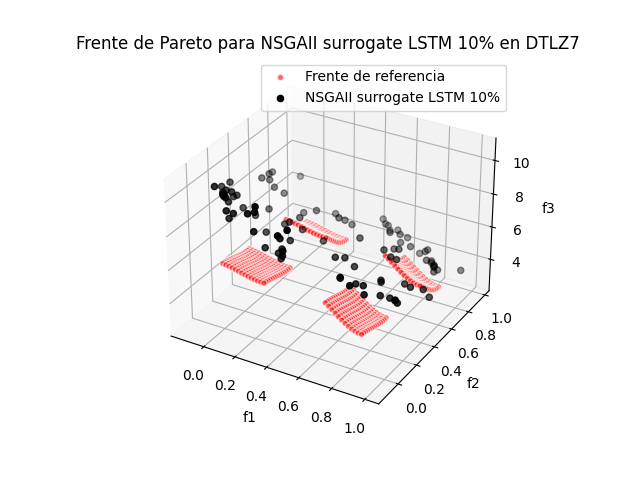 Frente de Pareto para NSGAII surrogate LSTM 10% en DTLZ7
Frente de referencia
NSGAII surrogate LSTM 10%
10
8
6
4
f3
1.0
0.8
0.6
0.4
0.2
0.0
f2
0.0
0.2
0.4
0.6
0.8
1.0
f1